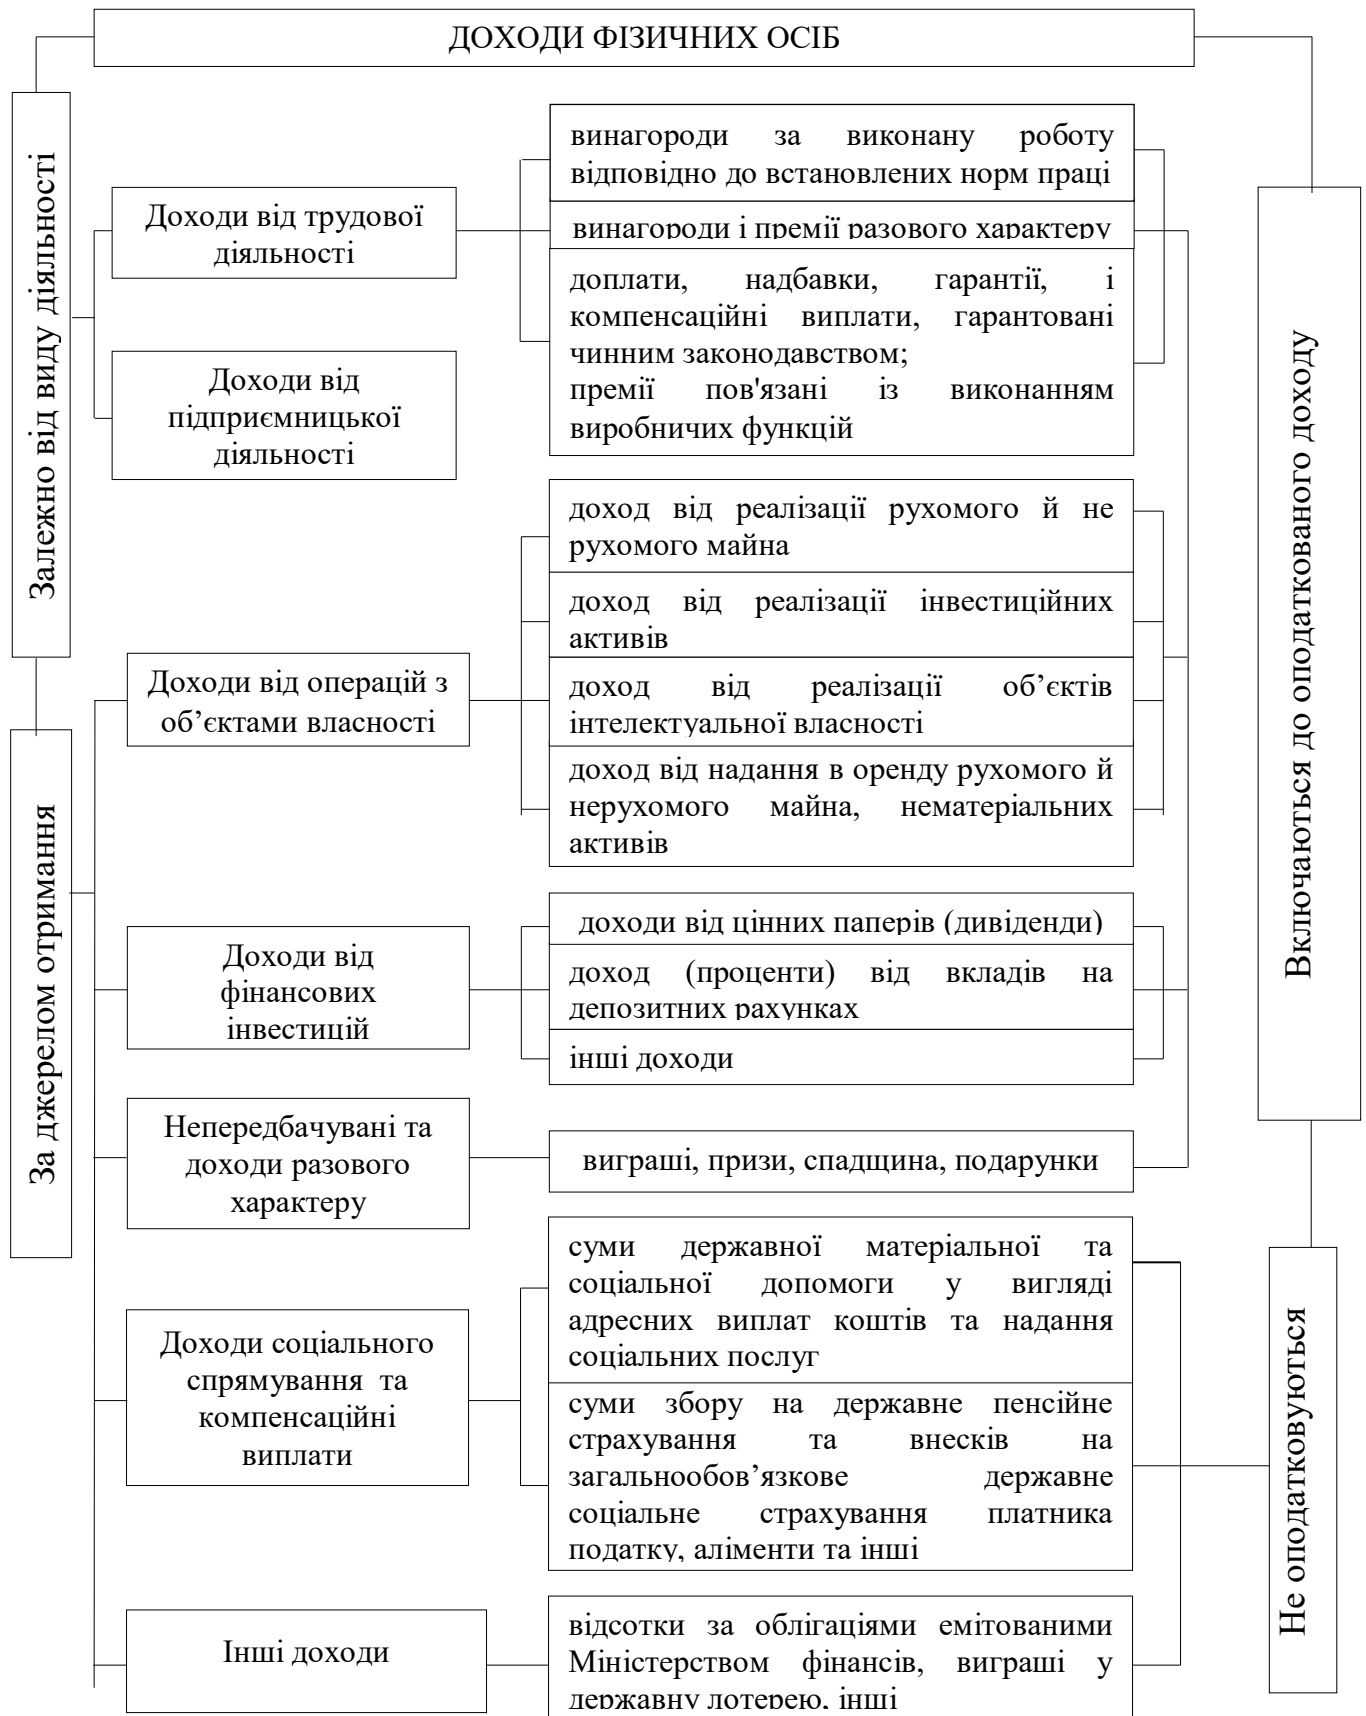 ДОХОДИ ФІЗИЧНИХ ОСІБ
Залежно від виду діяльності
Доходи від трудової
діяльності
винагороди за виконану роботу
відповідно до встановлених норм праці
винагороди і премії разового характеру
доплати, надбавки, гарантії, і
компенсаційні виплати, гарантовані
чинним законодавством;
премії пов'язані із виконанням
виробничих функцій
Доходи від
підприємницької
діяльності
За джерелом отримання
Доходи від операцій з
об’єктами власності
доход від реалізації рухомого й не
рухомого майна
доход від реалізації інвестиційних
активів
доход від реалізації об’єктів
інтелектуальної власності
доход від надання в оренду рухомого й
нерухомого майна, нематеріальних
активів
Доходи від
фінансових
інвестицій
доходи від цінних паперів (дивіденди)
доход (проценти) від вкладів на
депозитних рахунках
інші доходи
Непередбачувані та
доходи разового
характеру
виграші, призи, спадщина, подарунки
Включаються до оподаткованого доходу
Доходи соціального
спрямування та
компенсаційні
виплати
суми державної матеріальної та
соціальної допомоги у вигляді
адресних виплат коштів та надання
соціальних послуг
суми збору на державне пенсійне
страхування та внесків на
загальнообов’язкове державне
соціальне страхування платника
податку, аліменти та інші
Інші доходи
відсотки за облігаціями емітованими
Міністерством фінансів, виграші у
державну лотерею, інші
Не оподатковуються